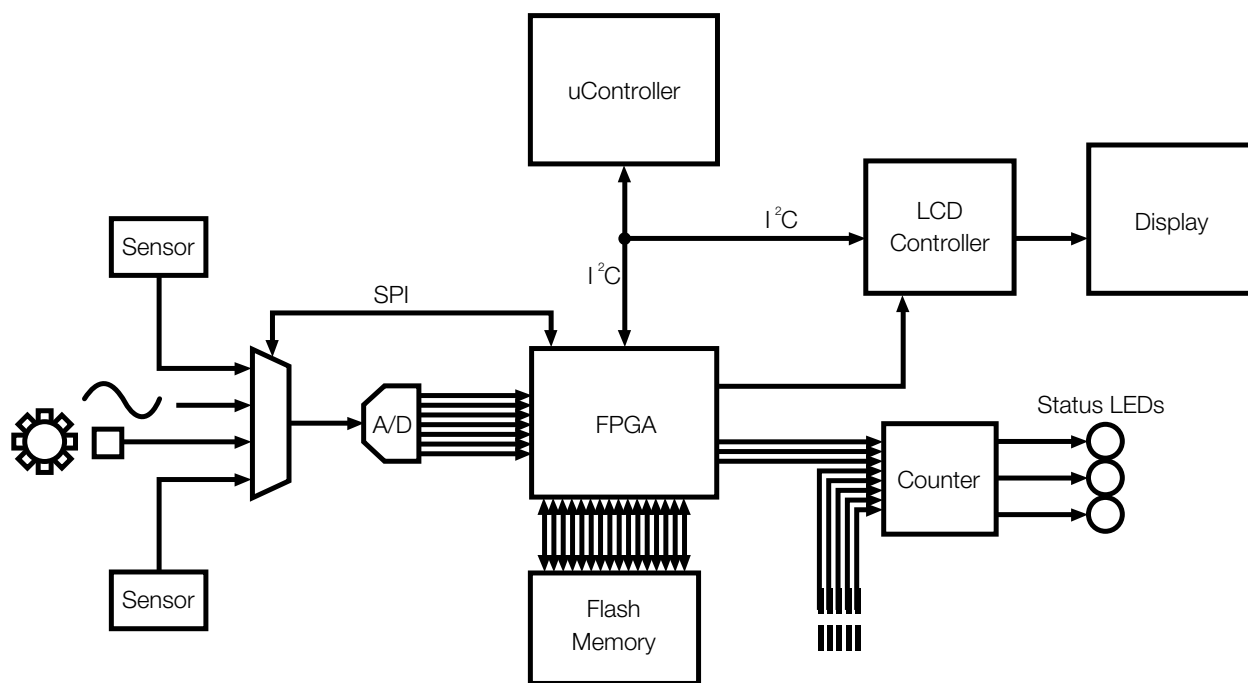 uController
I²C
LCD
Controller
Display
Sensor
I²C
SPI
A/D
FPGA
Status LEDs
Counter
Sensor
Flash
Memory